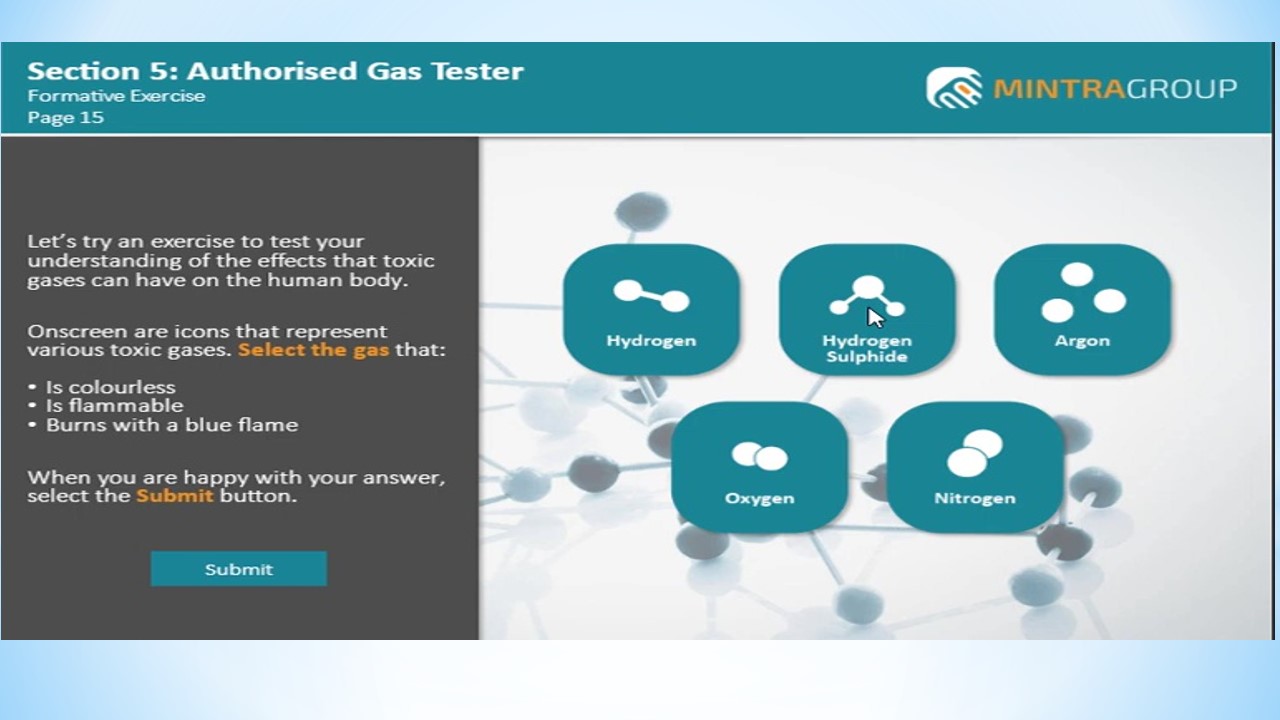 Section 5: Authorised Gas Tester
Formative Exercise
Page 15
MINTRAGROUP
Let's try an exercise to test your
understanding of the effects that toxic
gases can have on the human body.
Onscreen are icons that represent
various toxic gases. Select the gas that:
• Is colourless
• Is flammable
• Burns with a blue flame
When you are happy with your answer,
select the Submit button.
Submit
Hydrogen
Hydrogen
Sulphide
Argon
Oxygen
Nitrogen